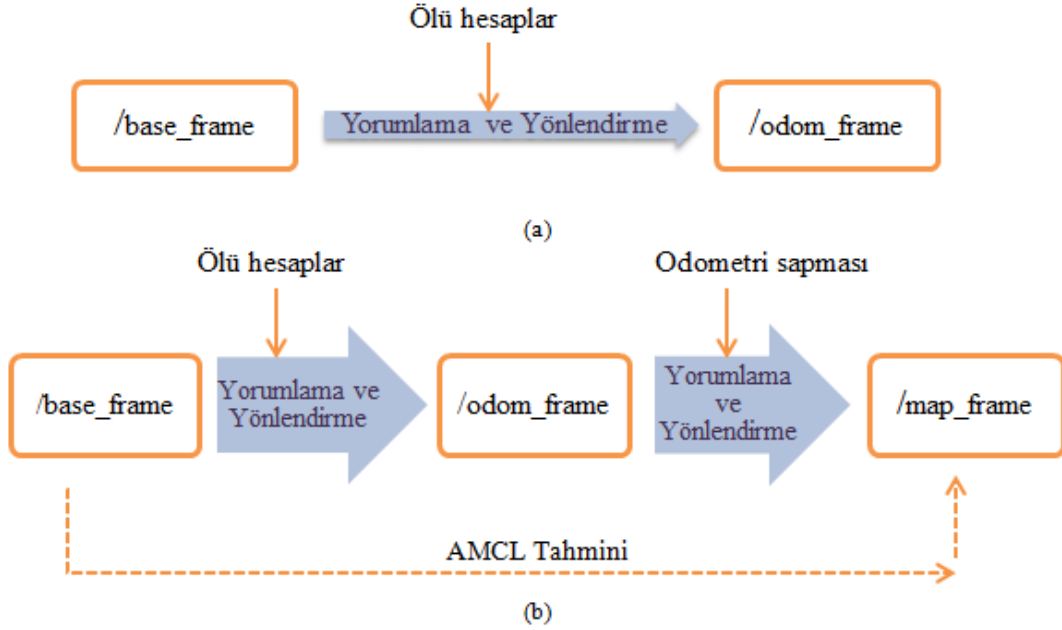 Ölü hesaplar
/base_frame
Yorumlama ve Yönlendirme
/odom_frame
(a)
Ölü hesaplar
Odometri sapması
/base_frame
Yorumlama ve
Yönlendirme
/odom_frame
Yorumlama
ve
Yönlendirme
/map_frame
AMCL Tahmini
(b)